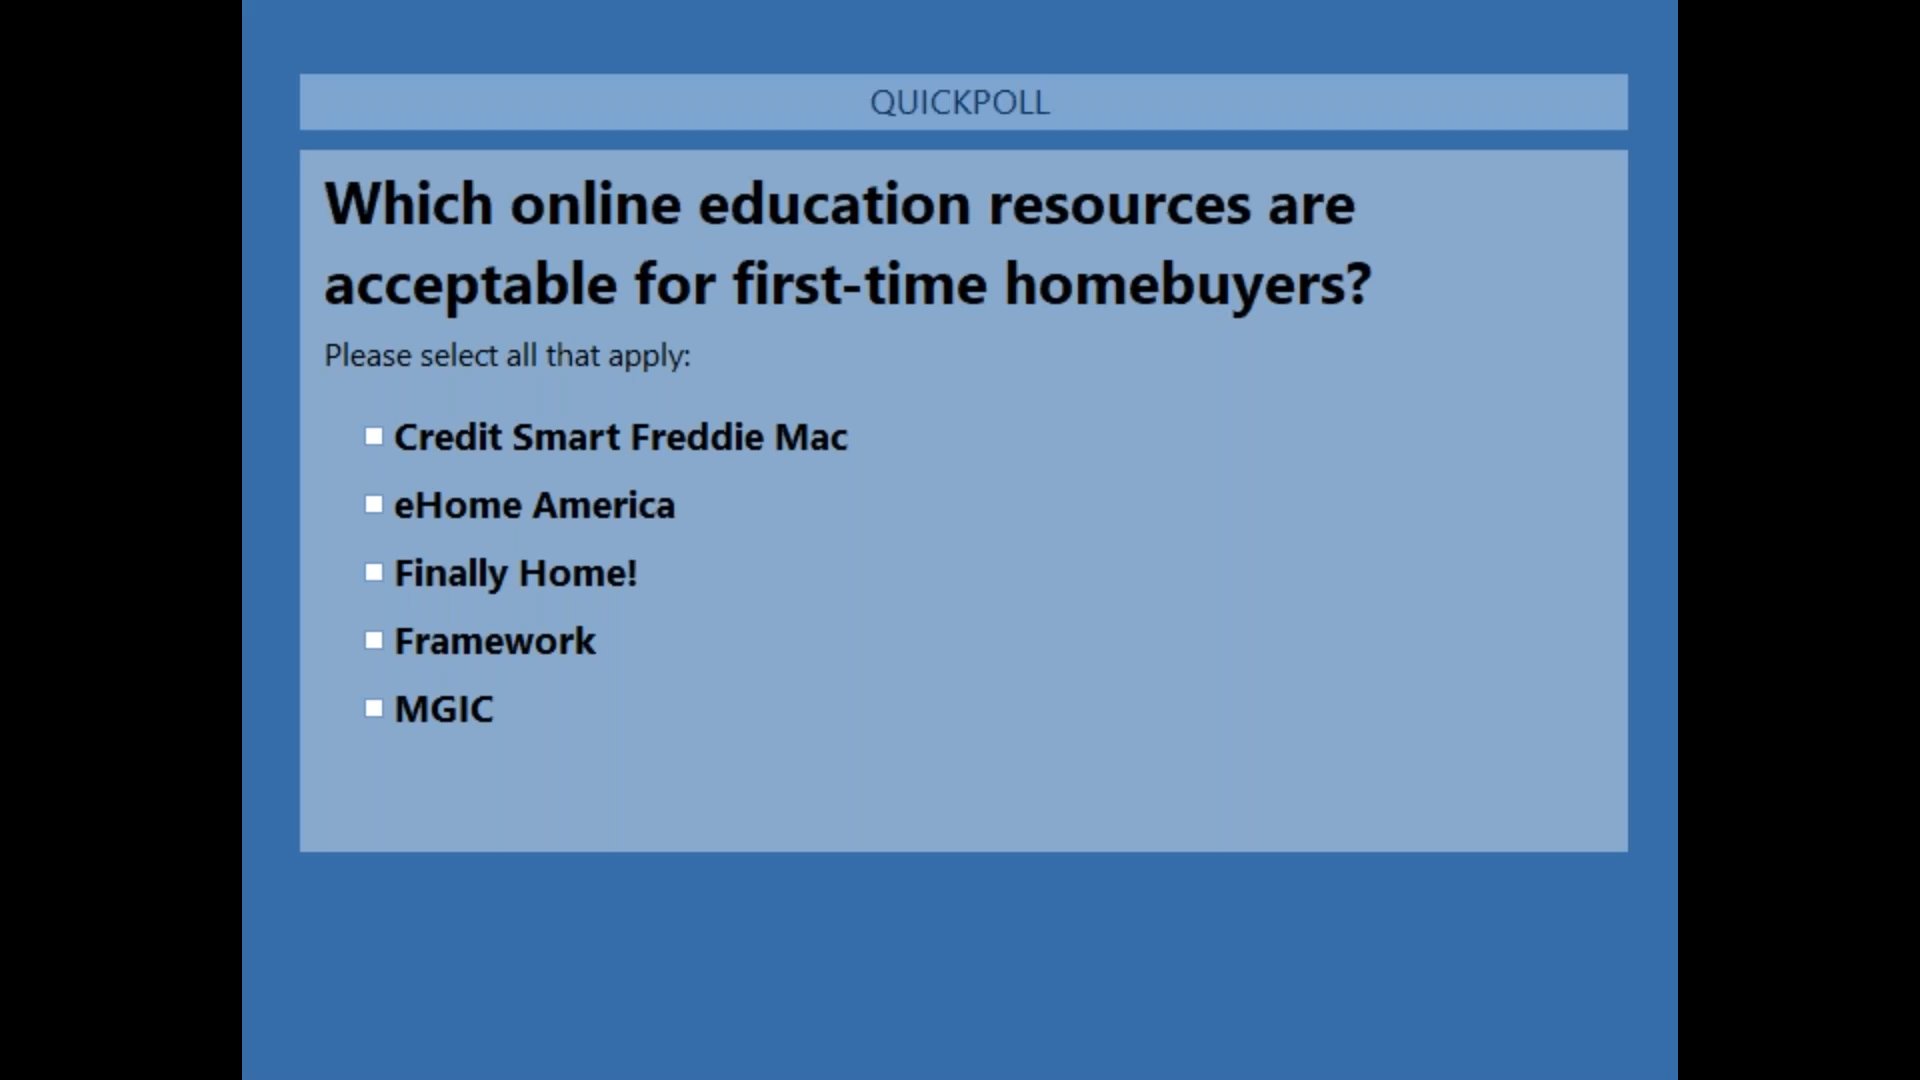 QUICKPOLL
Which online education resources are
acceptable for first-time homebuyers?
Please select all that apply:
Credit Smart Freddie Mac
eHome America
Finally Home!
Framework
MGIC